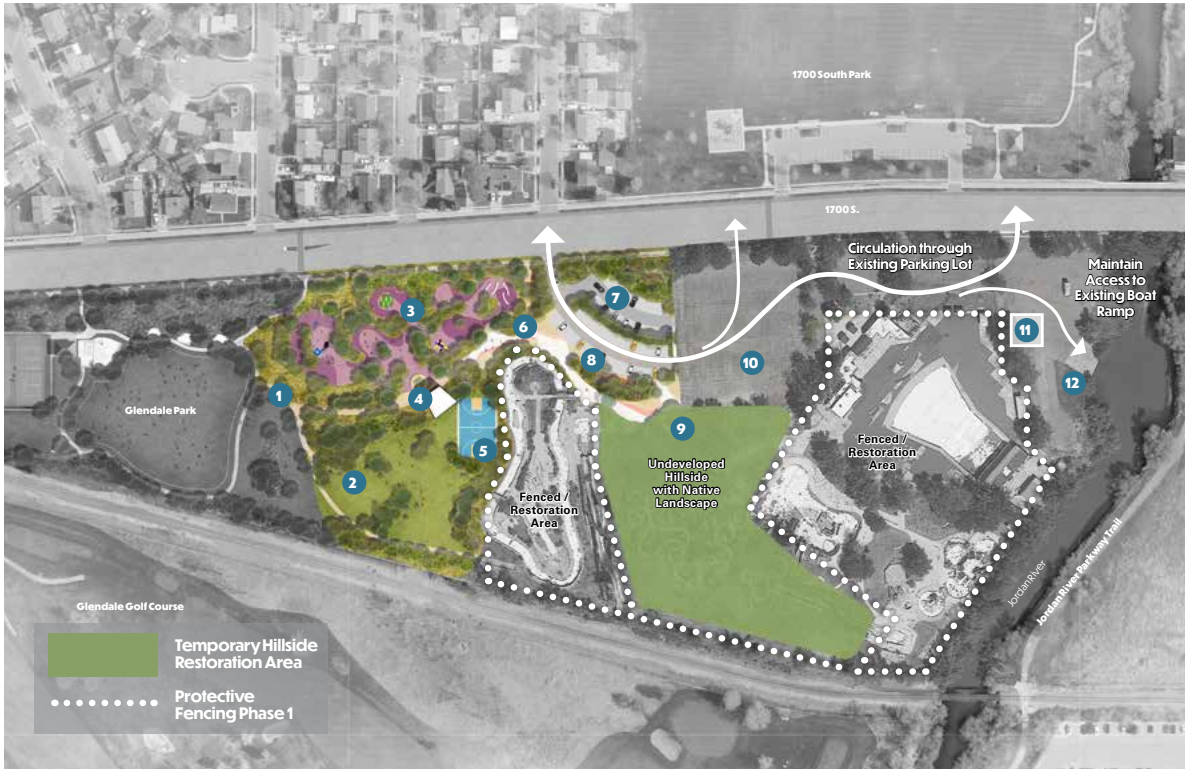 1700 South Park
1700 S.
Circulation through
Existing Parking Lot
Maintain
Access to
Existing Boat
Ramp
7
3
6
11
8
10
12
1
4
Glendale Park
9
5
2
Undeveloped
Hillside
with Native
Landscape
Fenced /
Restoration
Area
Fenced /
Restoration
Area
Jordan River
Jordan River Parkway Trail
Glendale Golf Course
Temporary Hillside
Restoration Area
Protective
Fencing Phase 1